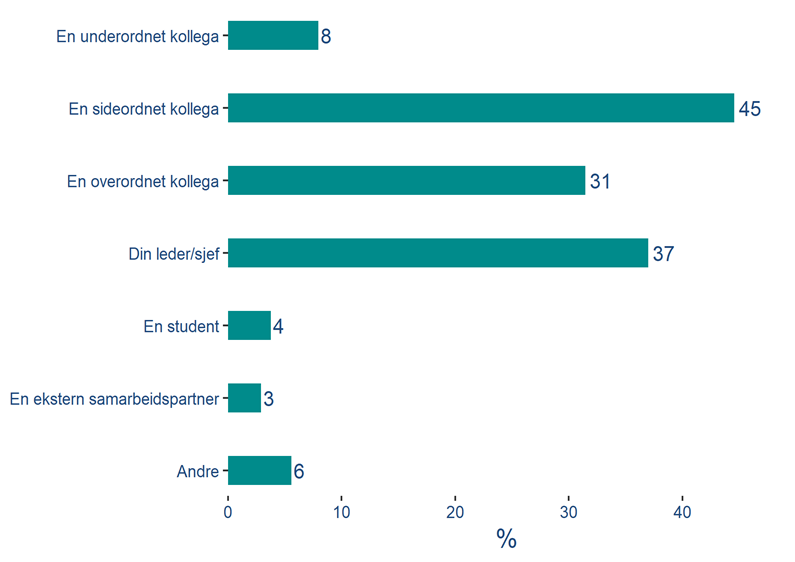 En underordnet kollega 8
En sideordnet kollega 45
En overordnet kollega 31
Din leder/sjef 37
En student 4
En ekstern samarbeidspartner 3
Andre 6
0 10 20 30 40
%